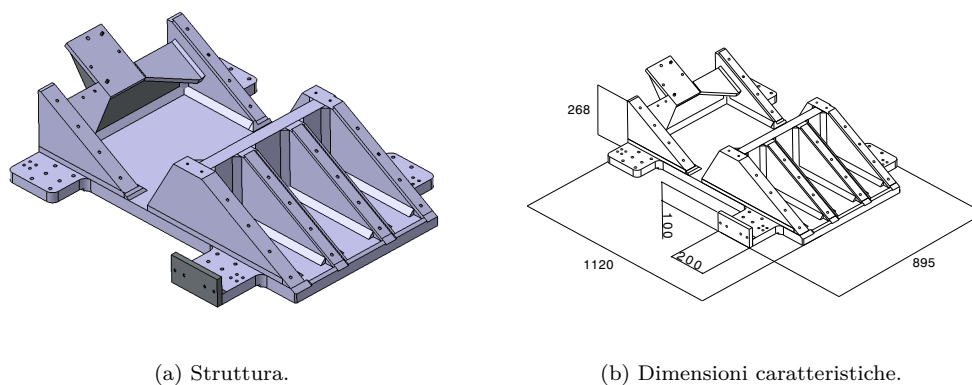 268
100
200
1120
895
(a) Struttura.
(b) Dimensioni caratteristiche.